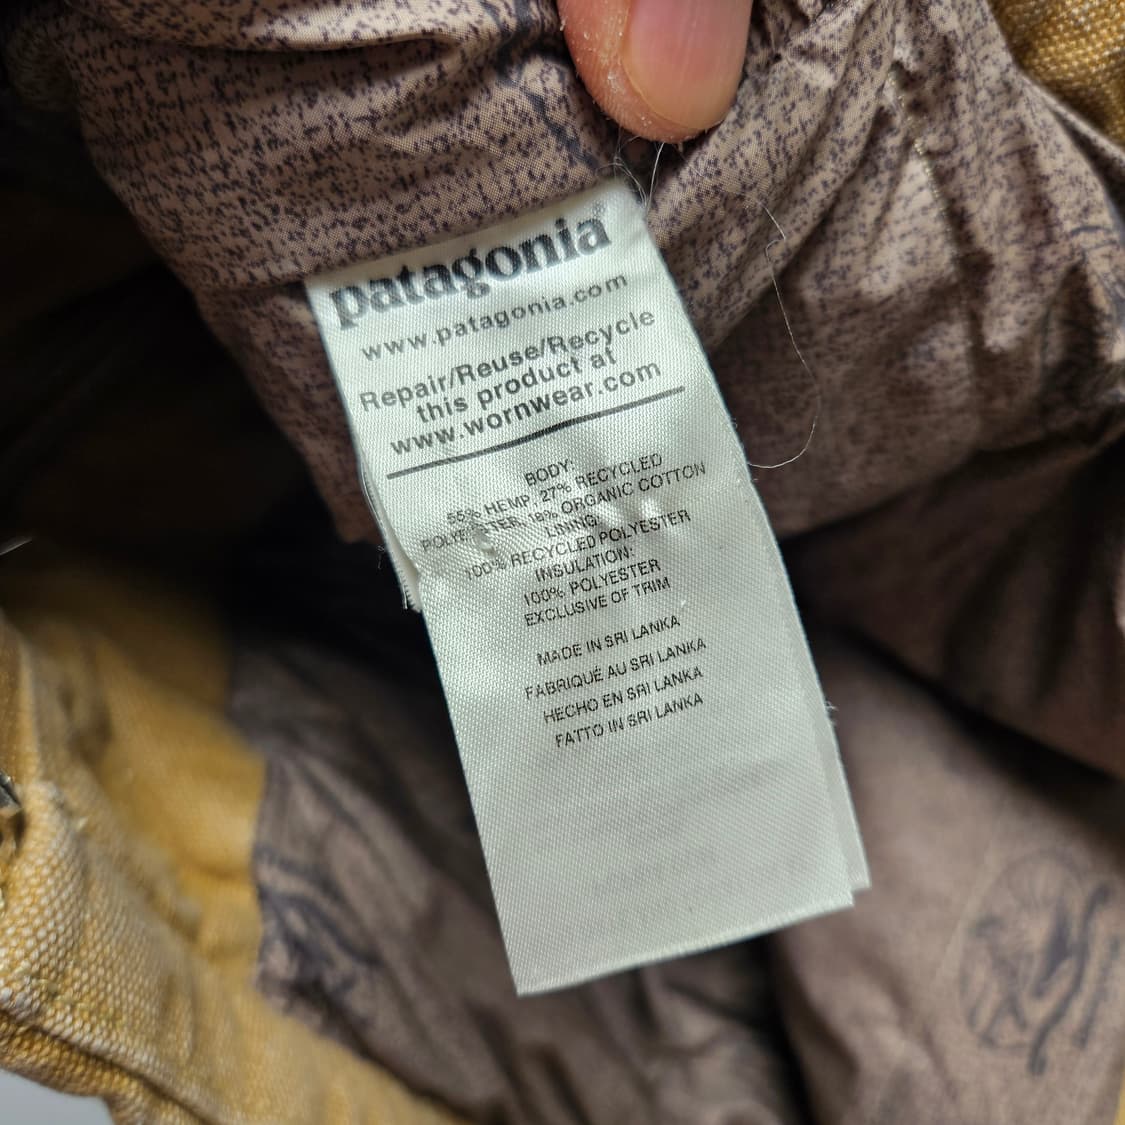 patagonia®
www.patagonia.com
Repair/Reuse/Recycle
this product at
www.wornwear.com
BODY:
55% HEMP, 27% RECYCLED
POLYESTER, 18% ORGANIC COTTON
LINING:
100% RECYCLED POLYESTER
INSULATION:
100% POLYESTER
EXCLUSIVE OF TRIM
MADE IN SRI LANKA
FABRIQUÉ AU SRI LANKA
HECHO EN SRI LANKA
FATTO IN SRI LANKA